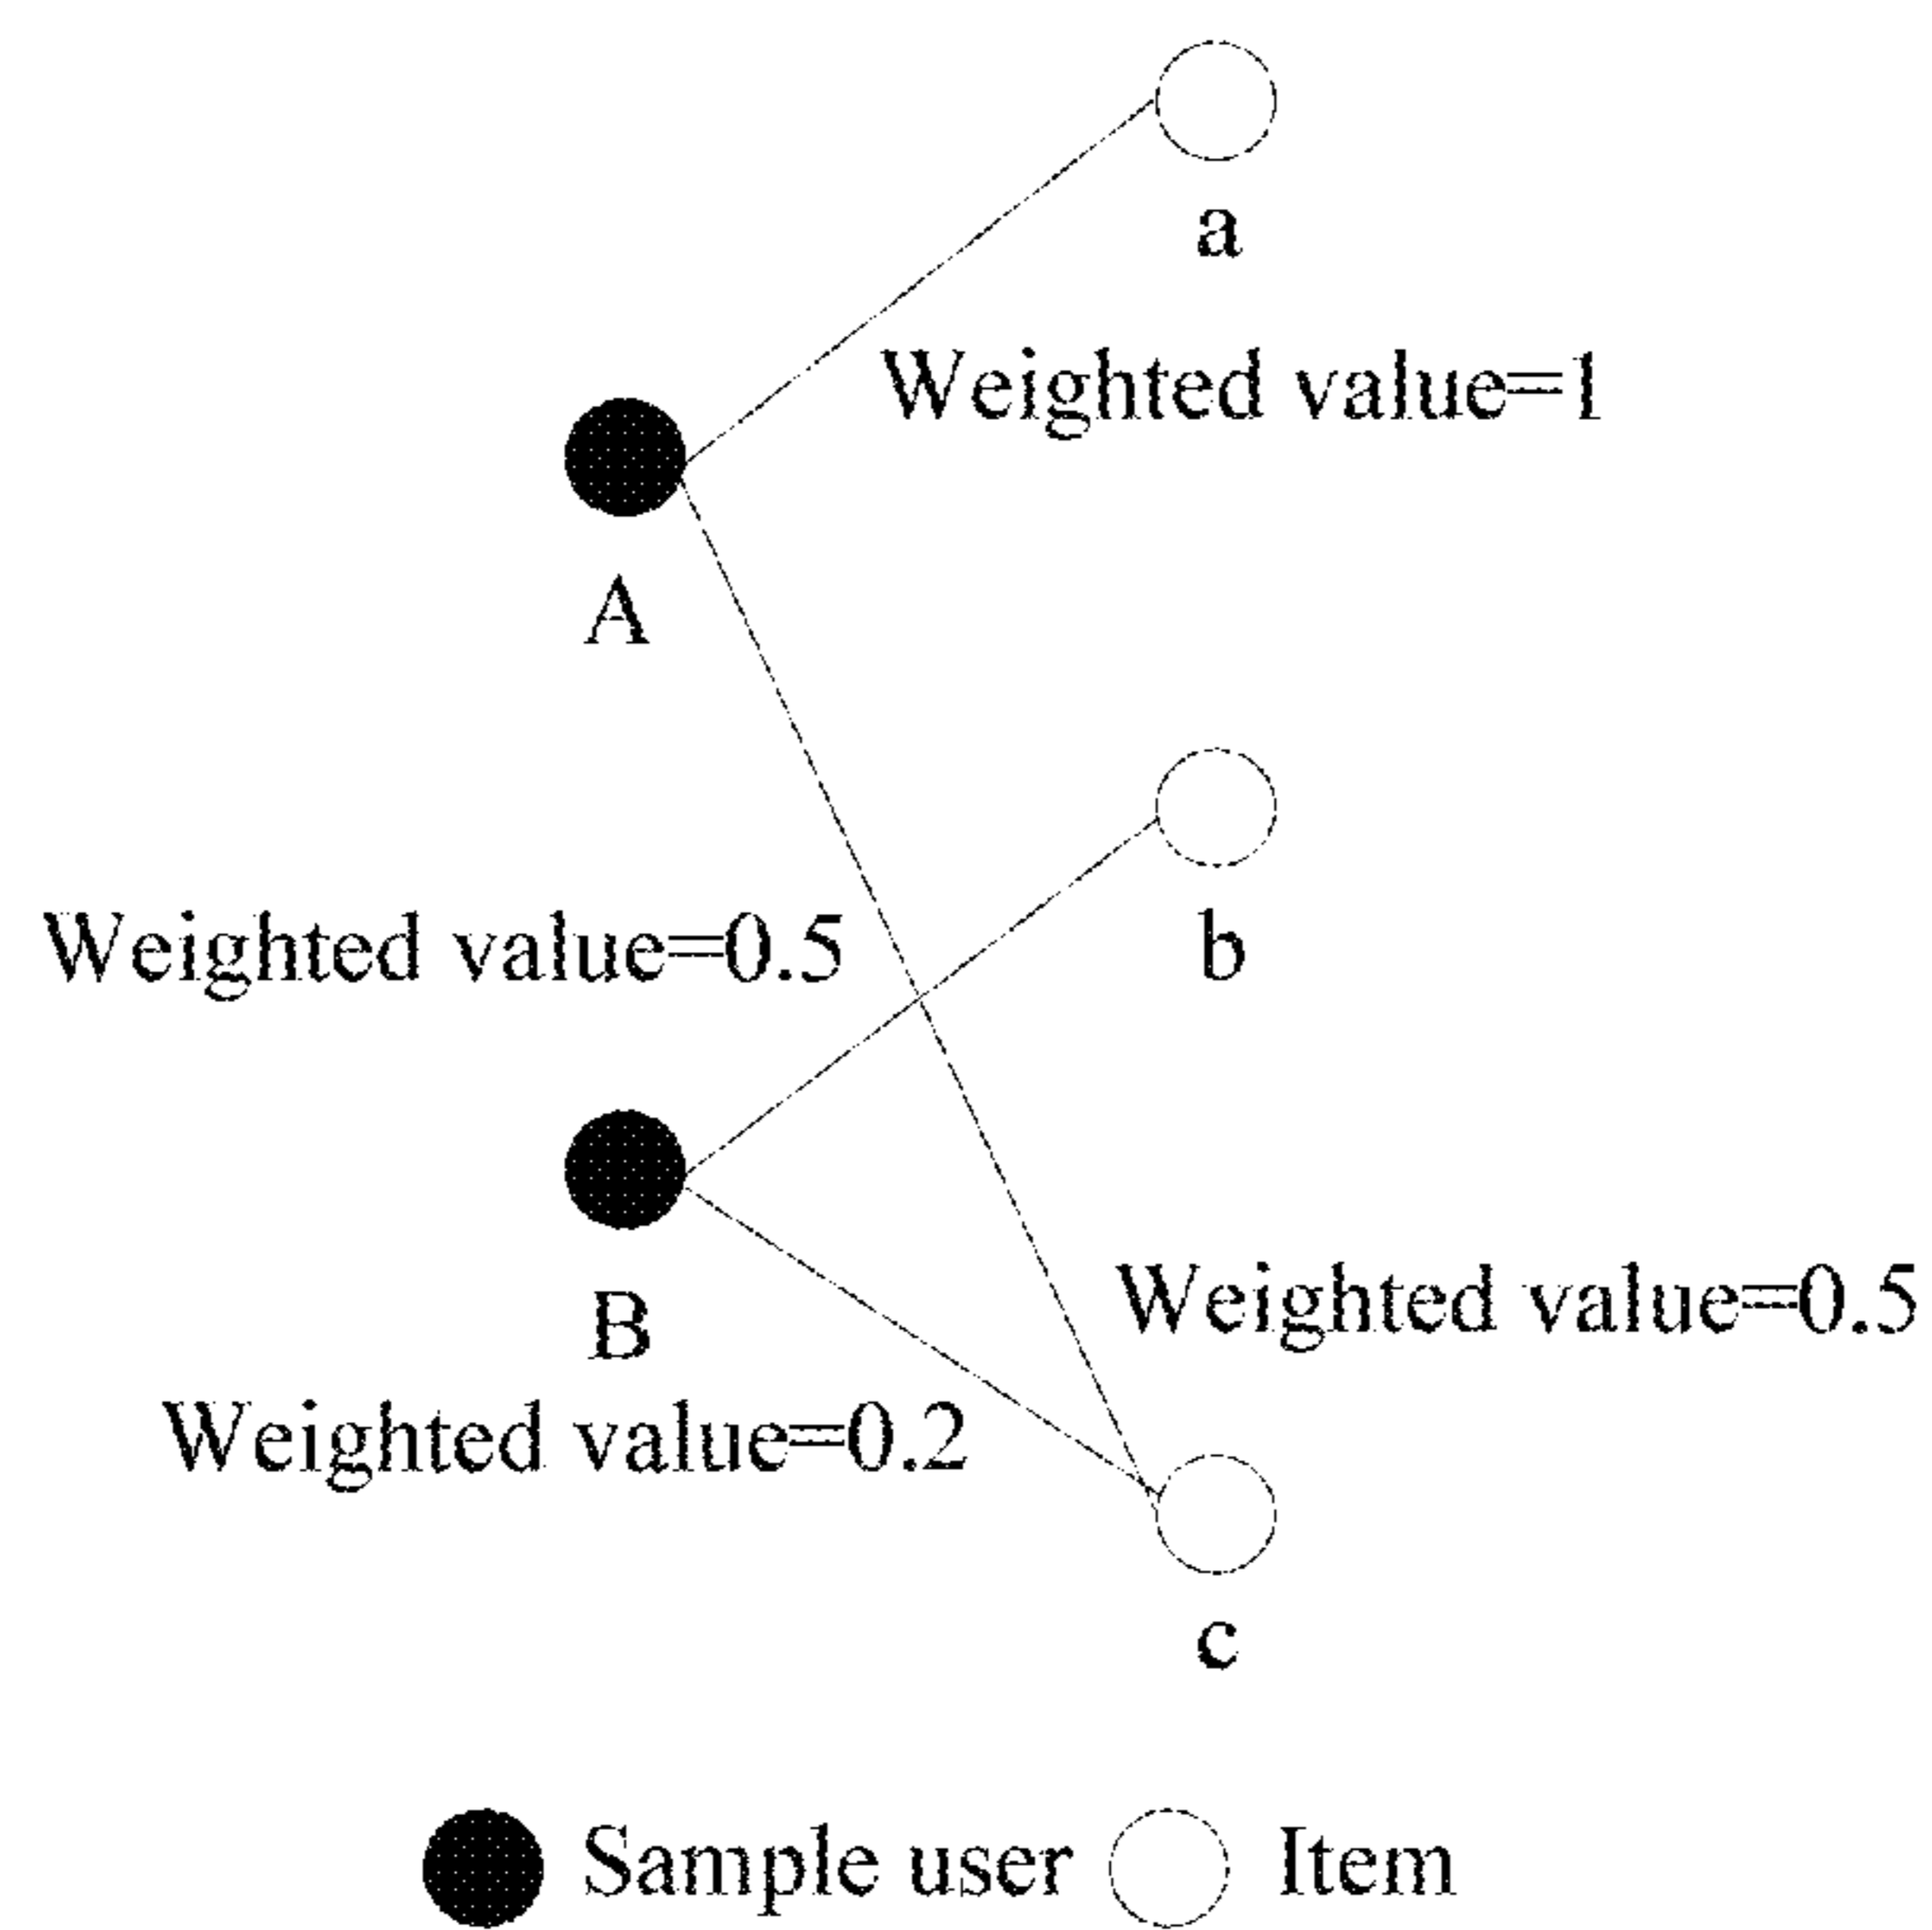 a
Weighted value=1
A
Weighted value=0.5
b
B
Weighted value=0.5
Weighted value=0.2
c
Sample user
Item